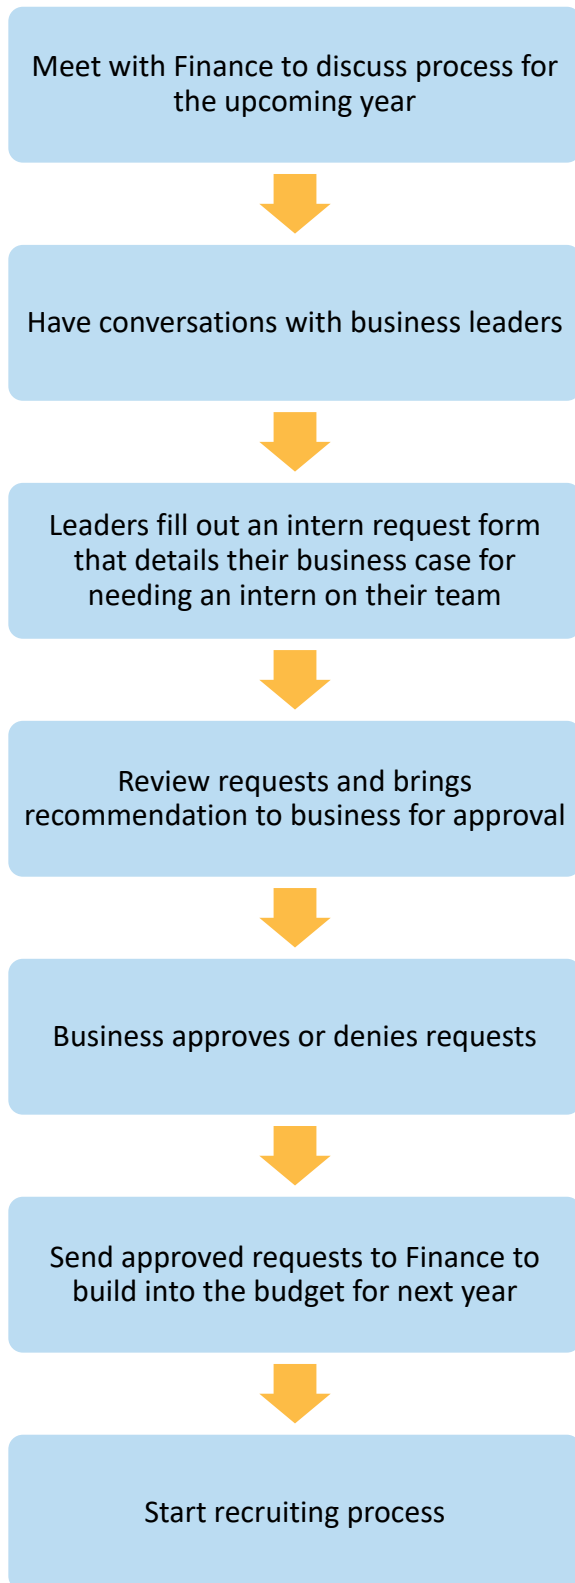 Meet with Finance to discuss process for
the upcoming year
Have conversations with business leaders
Leaders fill out an intern request form
that details their business case for
needing an intern on their team
Review requests and brings
recommendation to business for approval
Business approves or denies requests
Send approved requests to Finance to
build into the budget for next year
Start recruiting process